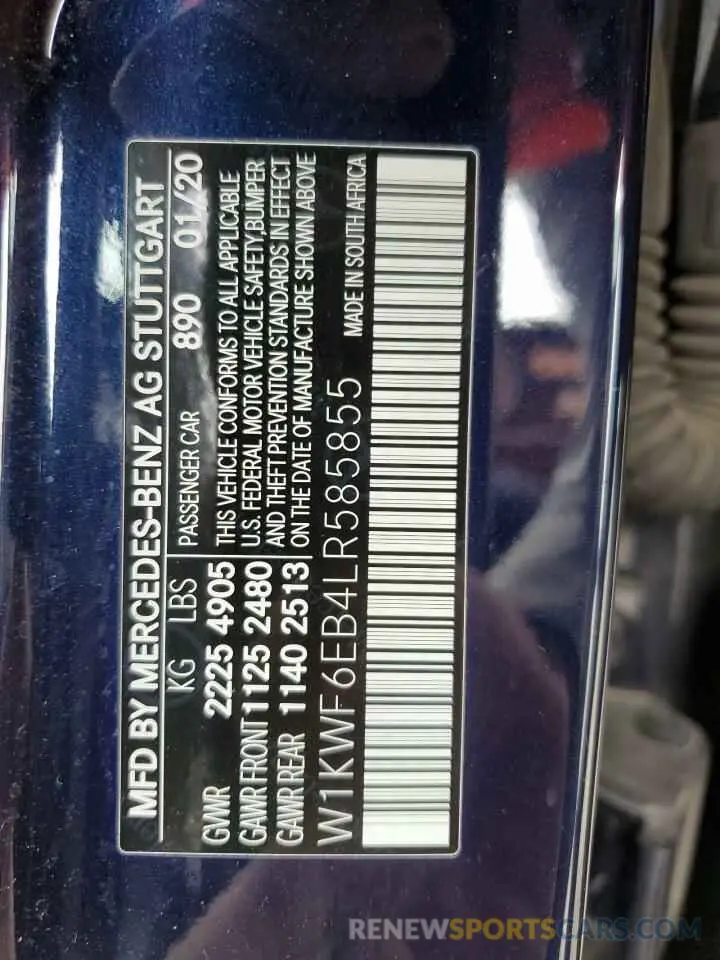 MFD BY MERCEDES-BENZ AG STUTTGART
KG LBS PASSENGER CAR 890 01/20
GVWR 2225 4905
GAWR FRONT 1125 2480
GAWR REAR 1140 2513
THIS VEHICLE CONFORMS TO ALL APPLICABLE
U.S. FEDERAL MOTOR VEHICLE SAFETY,BUMPER
AND THEFT PREVENTION STANDARDS IN EFFECT
ON THE DATE OF MANUFACTURE SHOWN ABOVE
W1KWF6EB4LR585855 MADE IN SOUTH AFRICA
RENEWSPORTSCARS.COM